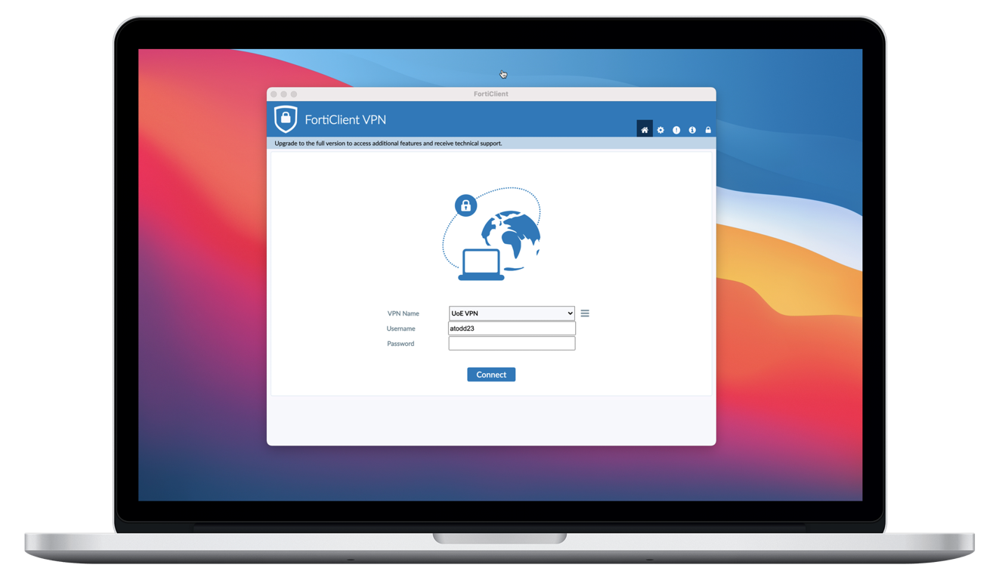 FortiClient
FortiClient VPN
Upgrade to the full version to access additional features and receive technical support.
VPN Name UoE VPN
Username atodd23
Password
Connect